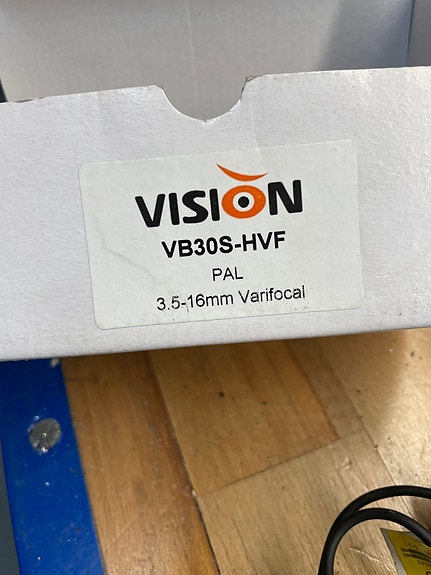 VISION
VB30S-HVF
PAL
3.5-16mm Varifocal